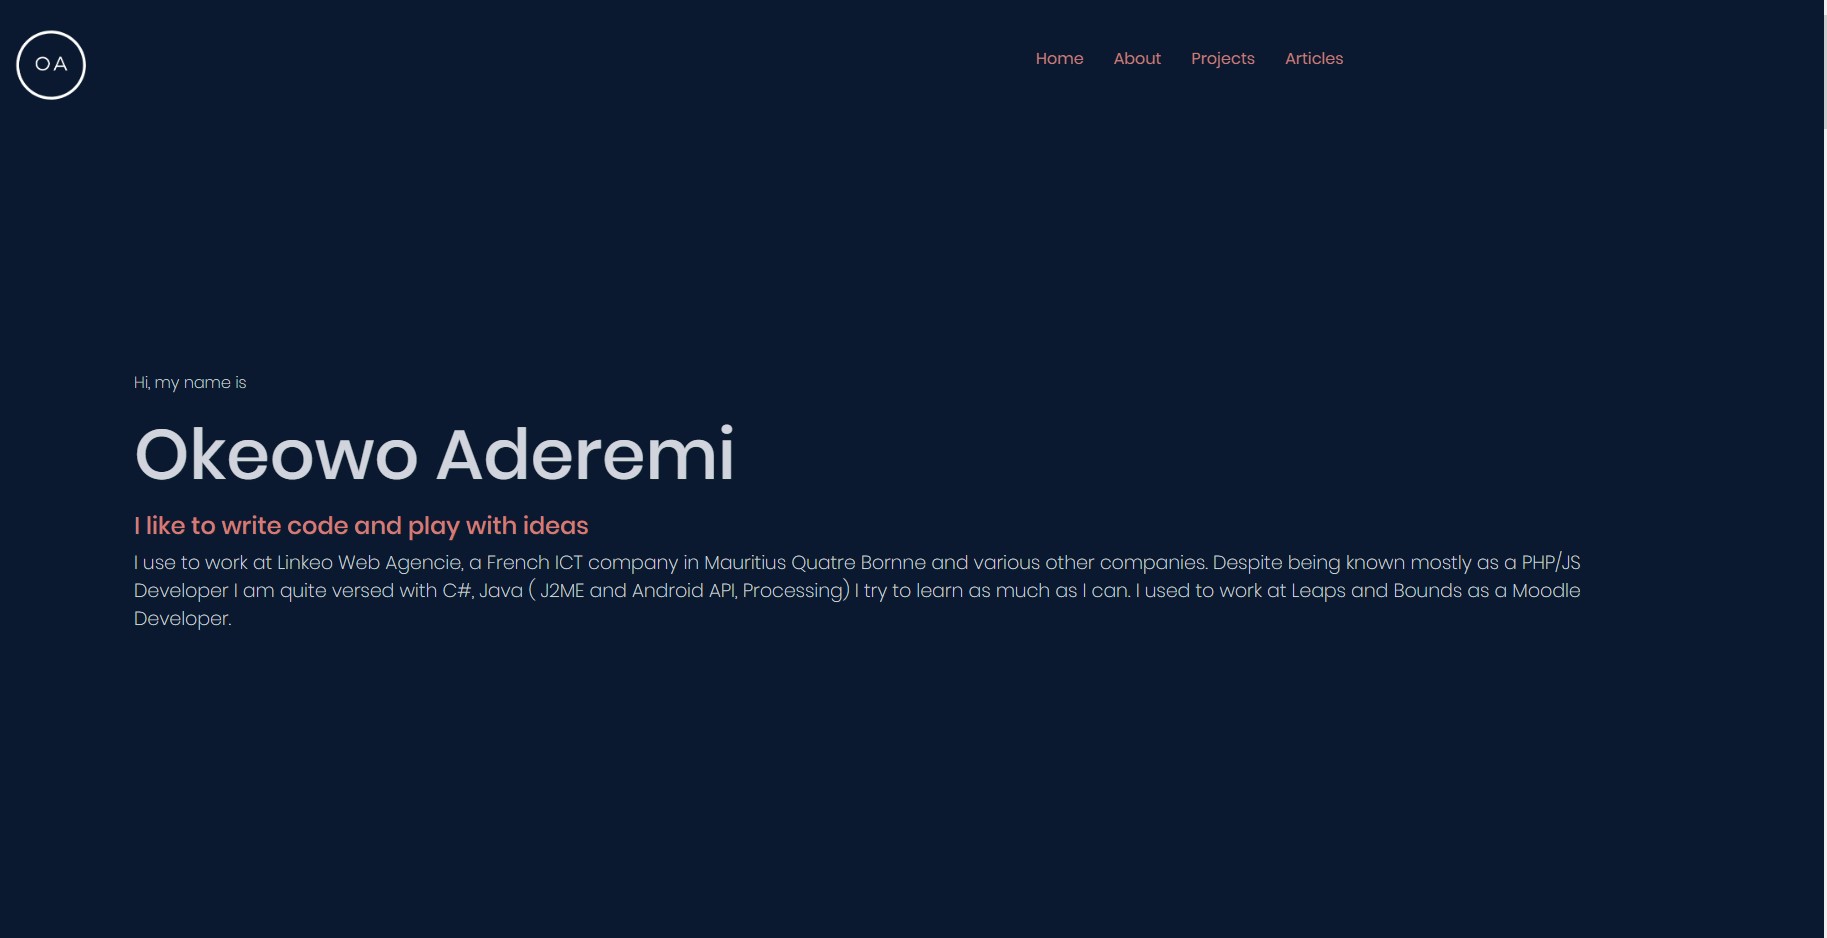 OA
Home About Projects Articles
Hi, my name is
Okeowo Aderemi
I like to write code and play with ideas
I use to work at Linkeo Web Agencie, a French ICT company in Mauritius Quatre Bornne and various other companies. Despite being known mostly as a PHP/JS
Developer I am quite versed with C#, Java ( J2ME and Android API, Processing) I try to learn as much as I can. I used to work at Leaps and Bounds as a Moodle
Developer.